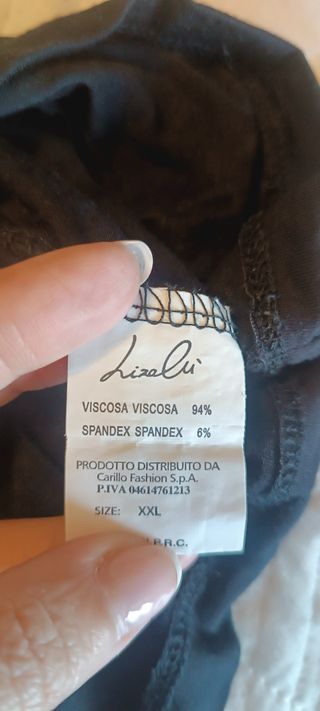 LizaLù
VISCOSA VISCOSA 94%
SPANDEX SPANDEX 6%
PRODOTTO DISTRIBUITO DA
Carillo Fashion S.p.A.
P.IVA 04614761213
SIZE: XXL
P.R.C.